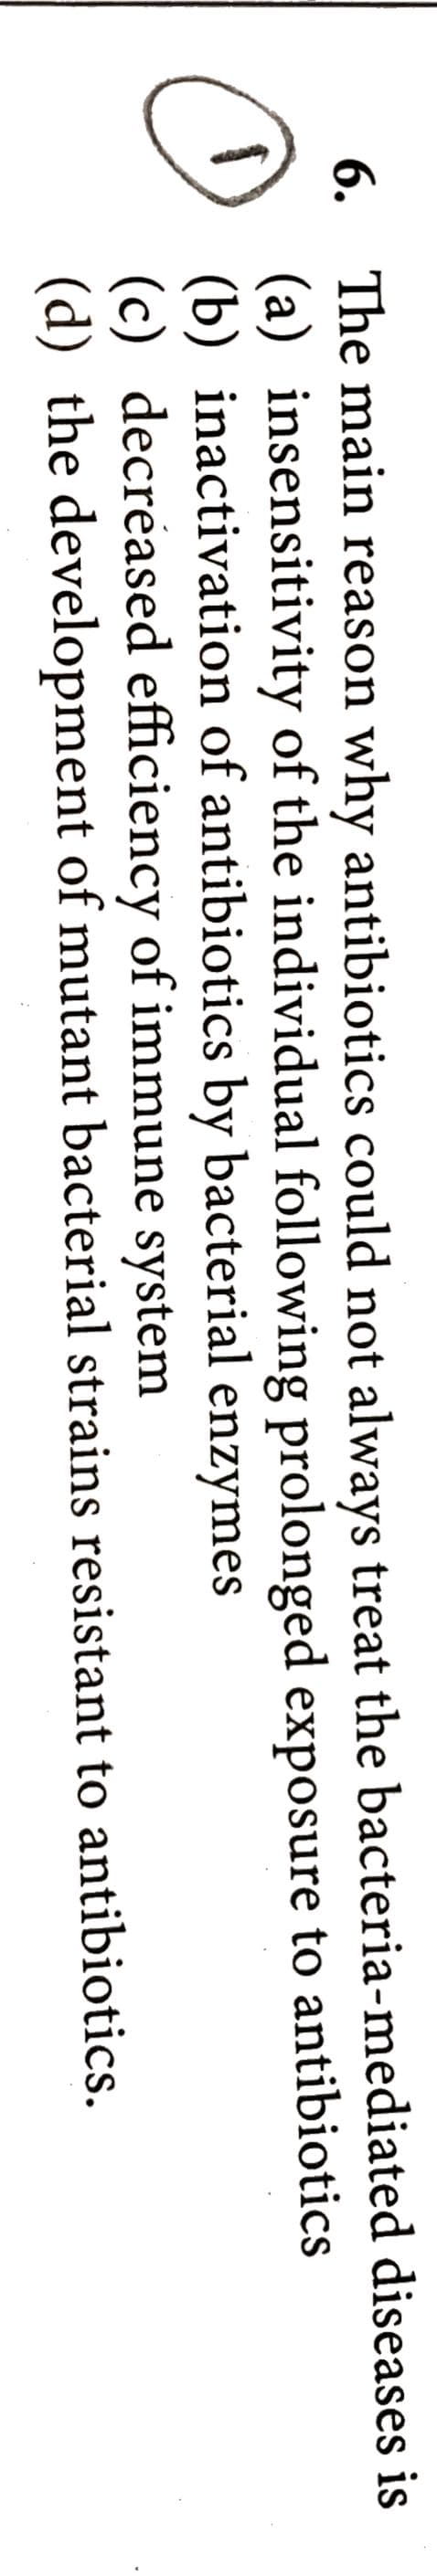 6. The main reason why antibiotics could not always treat the bacteria-mediated diseases is
(a) insensitivity of the individual following prolonged exposure to antibiotics
(b) inactivation of antibiotics by bacterial enzymes
(c) decreased efficiency of immune system
(d) the development of mutant bacterial strains resistant to antibiotics.
1